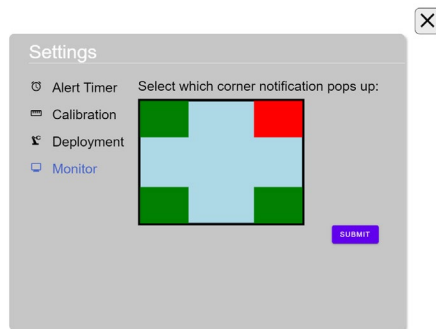 Settings
Alert Timer
Select which corner notification pops up:
Calibration
Deployment
Monitor
SUBMIT